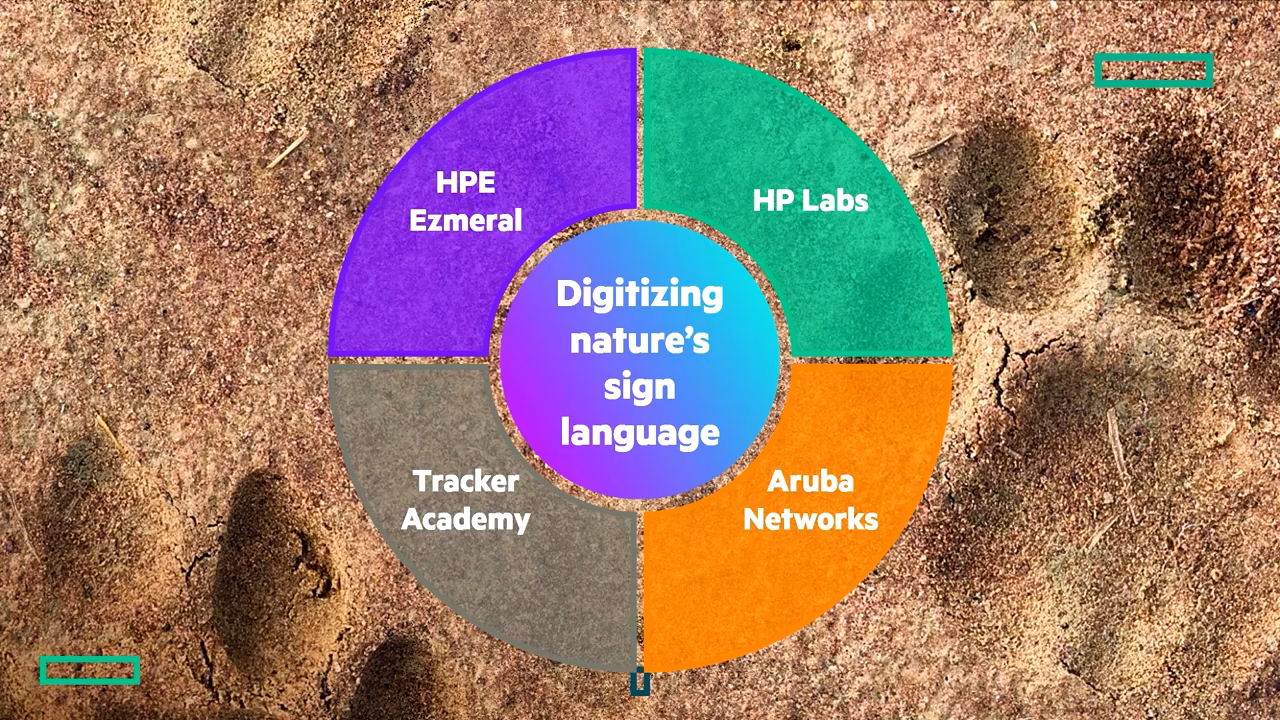 HPE
Ezmeral
HP Labs
Digitizing
nature's
sign
language
Tracker
Academy
Aruba
Networks